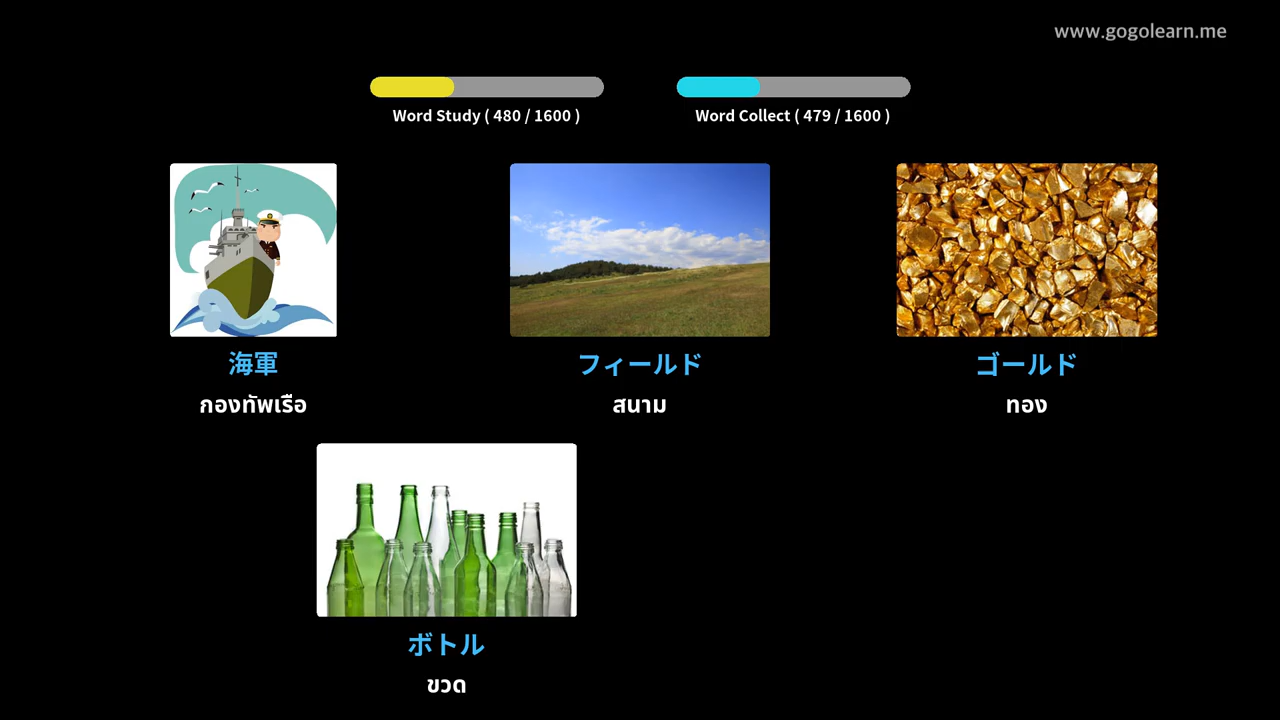 www.gogolearn.me
Word Study ( 480 / 1600 )
Word Collect ( 479 / 1600 )
海軍
フィールド
ゴールド
กองทัพเรือ
สนาม
ทอง
ボトル
ขวด